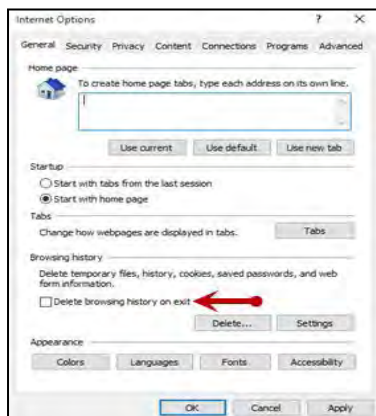 Internet Options ? ×
General Security Privacy Content Connections Programs Advanced
Home page
To create home page tabs, type each address on its own line.
Use current Use default Use new tab
Startup
Start with tabs from the last session
Start with home page
Tabs
Change how webpages are displayed in tabs. Tabs
Browsing history
Delete temporary files, history, cookies, saved passwords, and web
form information.
Delete browsing history on exit
Delete... Settings
Appearance
Colors Languages Fonts Accessibility
OK Cancel Apply